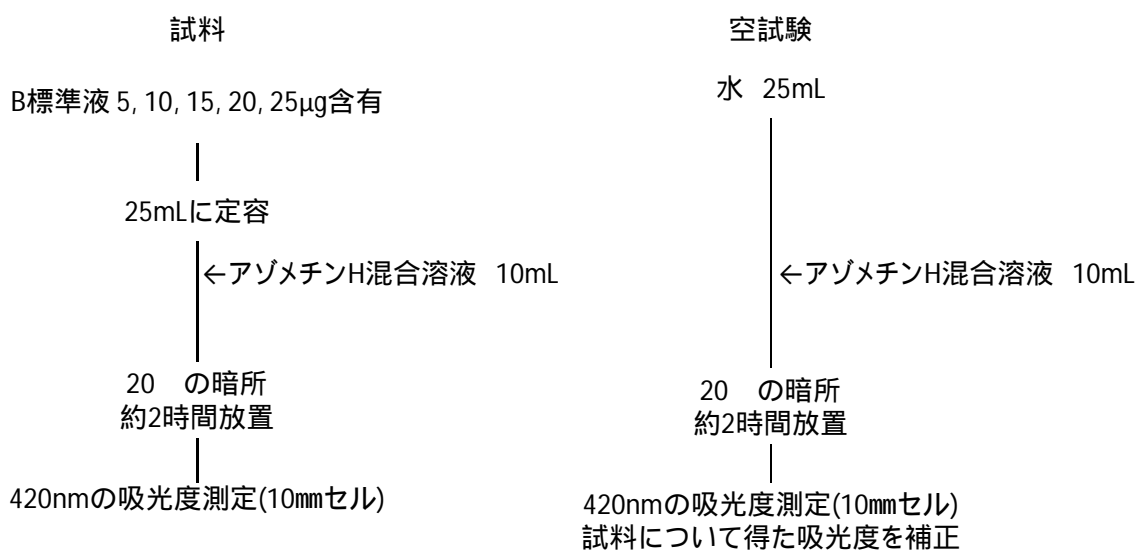 試料
B標準液 5, 10, 15, 20, 25μg含有
25mLに定容
←アゾメチンH混合溶液 10mL
20 の暗所
約2時間放置
420nmの吸光度測定(10㎜セル)
空試験
水 25mL
←アゾメチンH混合溶液 10mL
20 の暗所
約2時間放置
420nmの吸光度測定(10㎜セル)
試料について得た吸光度を補正